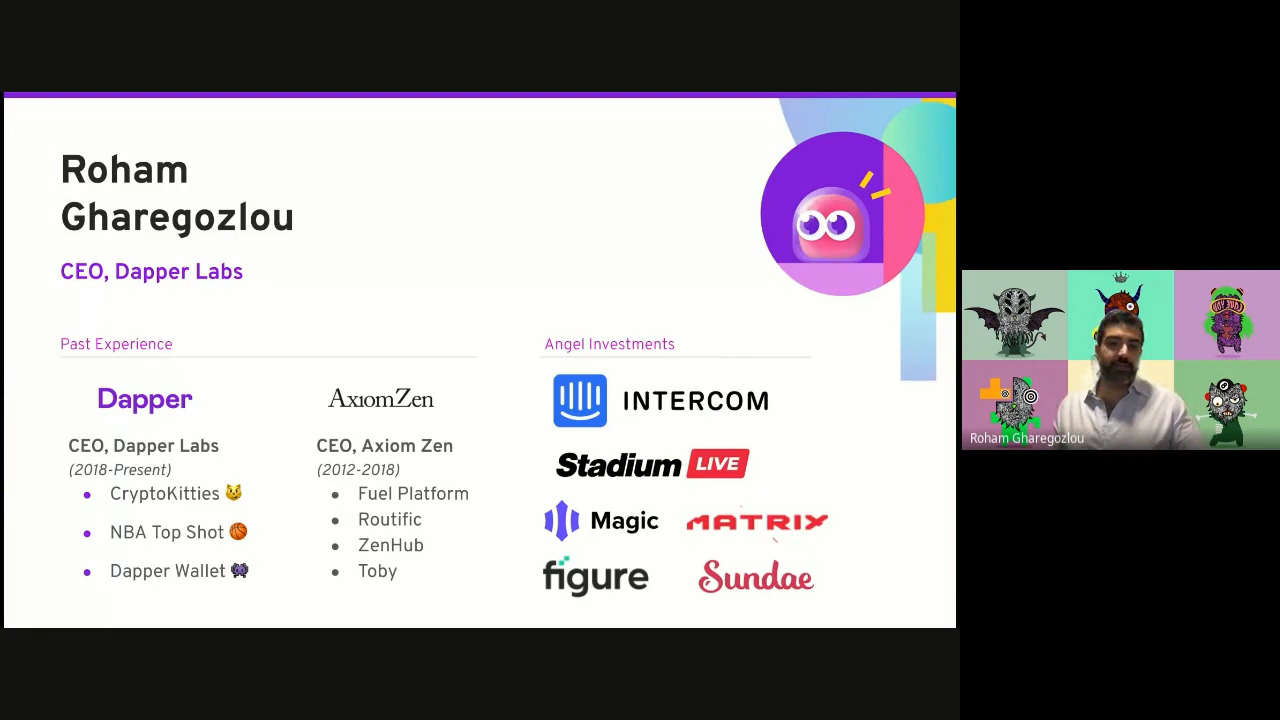 Roham
Gharegozlou
CEO, Dapper Labs
Past Experience
Dapper
CEO, Dapper Labs
(2018-Present)
CryptoKitties
NBA Top Shot
Dapper Wallet
AxiomZen
CEO, Axiom Zen
(2012-2018)
Fuel Platform
Routific
ZenHub
Toby
Angel Investments
INTERCOM
Stadium LIVE
Magic
MATRIX
figure
Sundae
Roham Gharegozlou